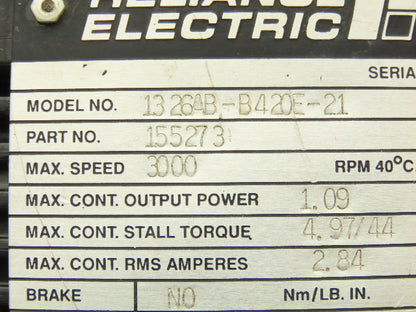 RELIANCE
ELECTRIC
SERIA
MODEL NO. 1326AB-B420E-21
PART NO. 155273
MAX. SPEED 3000 RPM 40°C.
MAX. CONT. OUTPUT POWER 1.09
MAX. CONT. STALL TORQUE 4.97/44
MAX. CONT. RMS AMPERES 2.84
BRAKE NO Nm/LB. IN.